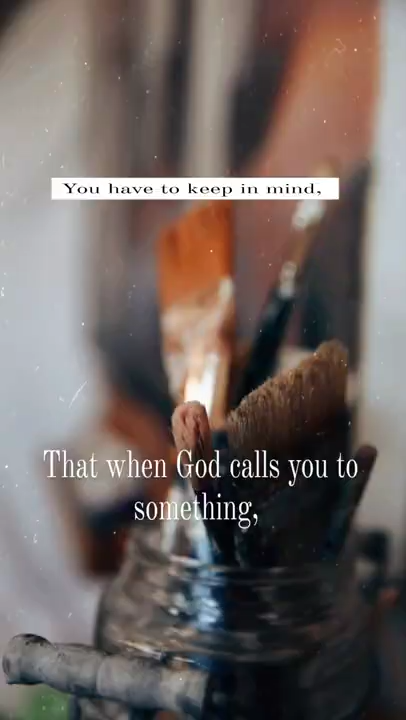 You have to keep in mind,
That when God calls you to
something,